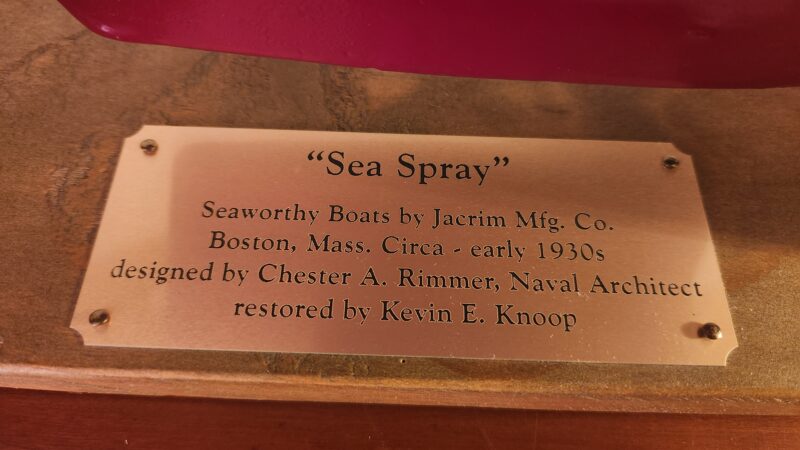 “Sea Spray”
Seaworthy Boats by Jacrim Mfg. Co.
Boston, Mass. Circa - early 1930s
designed by Chester A. Rimmer, Naval Architect
restored by Kevin E. Knoop